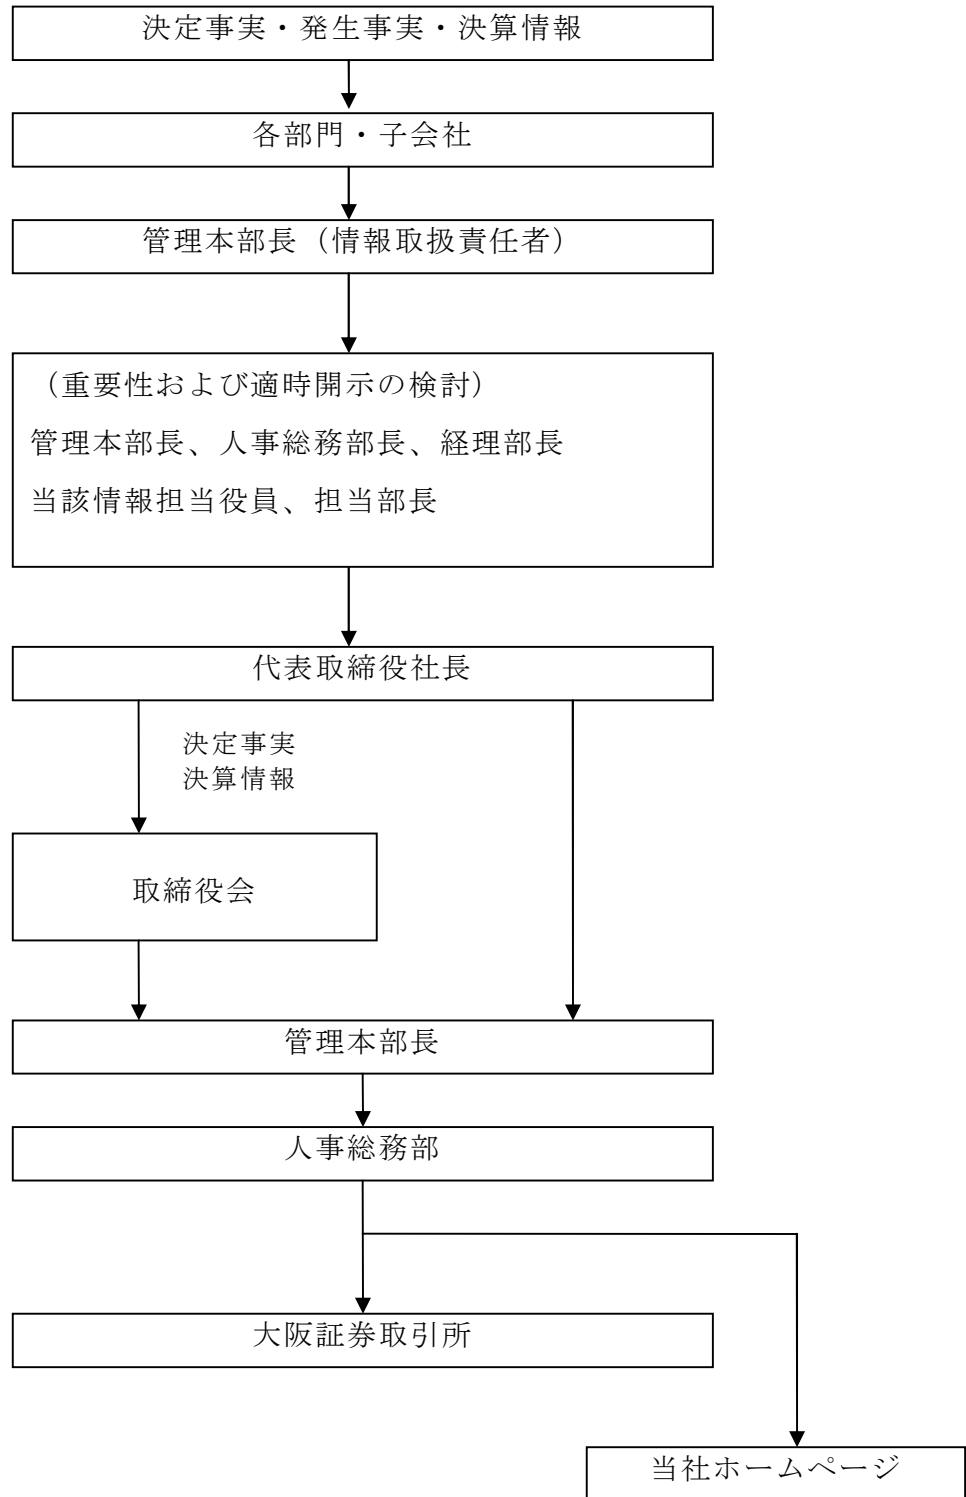 決定事実・発生事実・決算情報
各部門・子会社
管理本部長（情報取扱責任者）
（重要性および適時開示の検討）
管理本部長、人事総務部長、経理部長
当該情報担当役員、担当部長
代表取締役社長
決定事実
決算情報
取締役会
管理本部長
人事総務部
大阪証券取引所
当社ホームページ